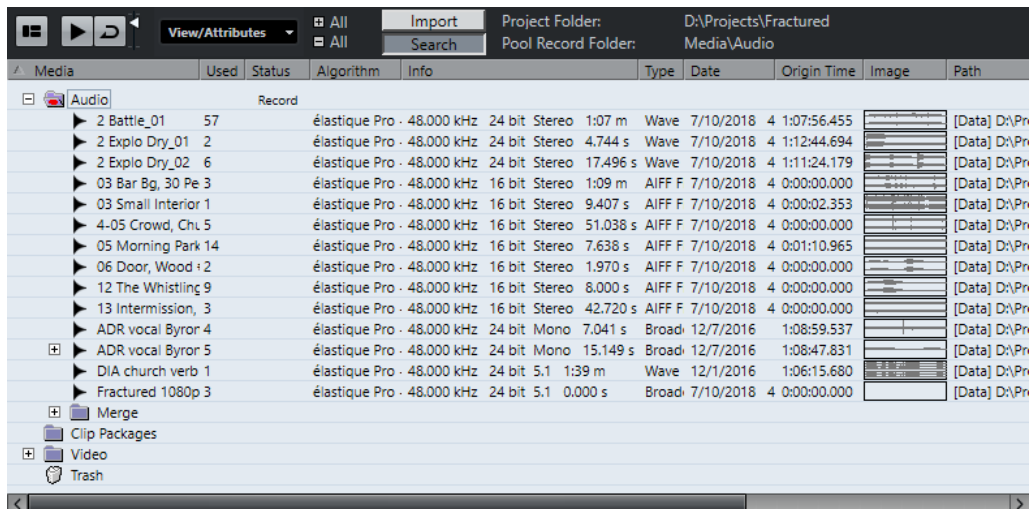 View/Attributes All Import Project Folder: D:\Projects\Fractured
All Search Pool Record Folder: Media\Audio
Media Used Status Algorithm Info Type Date Origin Time Image Path
Audio Record
2 Battle_01 57 élastique Pro - 48.000 kHz 24 bit Stereo 1:07 m Wave 7/10/2018 4 1:07:56.455 [Data] D:\Pr
2 Explo Dry_01 2 élastique Pro - 48.000 kHz 24 bit Stereo 4.744 s Wave 7/10/2018 4 1:12:44.694 [Data] D:\Pr
2 Explo Dry_02 6 élastique Pro - 48.000 kHz 24 bit Stereo 17.496 s Wave 7/10/2018 4 1:11:24.179 [Data] D:\Pr
03 Bar Bg, 30 Pe 3 élastique Pro - 48.000 kHz 16 bit Stereo 1:09 m AIFF F 7/10/2018 4 0:00:00.000 [Data] D:\Pr
03 Small Interior 1 élastique Pro - 48.000 kHz 16 bit Stereo 9.407 s AIFF F 7/10/2018 4 0:00:02.353 [Data] D:\Pr
4-05 Crowd, Chu 5 élastique Pro - 48.000 kHz 16 bit Stereo 51.038 s AIFF F 7/10/2018 4 0:00:00.000 [Data] D:\Pr
05 Morning Park 14 élastique Pro - 48.000 kHz 16 bit Stereo 7.638 s AIFF F 7/10/2018 4 0:01:10.965 [Data] D:\Pr
06 Door, Wood 2 élastique Pro - 48.000 kHz 16 bit Stereo 1.970 s AIFF F 7/10/2018 4 0:00:00.000 [Data] D:\Pr
12 The Whistling 9 élastique Pro - 48.000 kHz 16 bit Stereo 8.000 s AIFF F 7/10/2018 4 0:00:00.000 [Data] D:\Pr
13 Intermission, 3 élastique Pro - 48.000 kHz 16 bit Stereo 42.720 s AIFF F 7/10/2018 4 0:00:00.000 [Data] D:\Pr
ADR vocal Byror 4 élastique Pro - 48.000 kHz 24 bit Mono 7.041 s Broad 12/7/2016 1:08:59.537 [Data] D:\Pr
ADR vocal Byror 5 élastique Pro - 48.000 kHz 24 bit Mono 15.149 s Broad 12/7/2016 1:08:47.831 [Data] D:\Pr
DIA church verb 1 élastique Pro - 48.000 kHz 24 bit 5.1 1:39 m Wave 12/1/2016 1:06:15.680 [Data] D:\Pr
Fractured 1080p 3 élastique Pro - 48.000 kHz 24 bit 5.1 0.000 s Broad 7/10/2018 4 0:00:00.000 [Data] D:\Pr
Merge
Clip Packages
Video
Trash